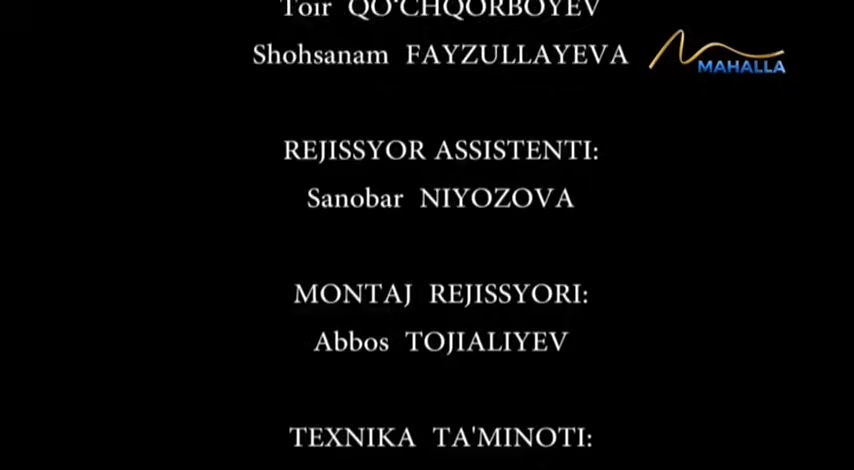 Toir QO'CHQORBOYEV
Shohsanam FAYZULLAYEVA
MAHALLA
REJISSYOR ASSISTENTI:
Sanobar NIYOZOVA
MONTAJ REJISSYORI:
Abbos TOJIALIYEV
TEXNIKA TA'MINOTI: